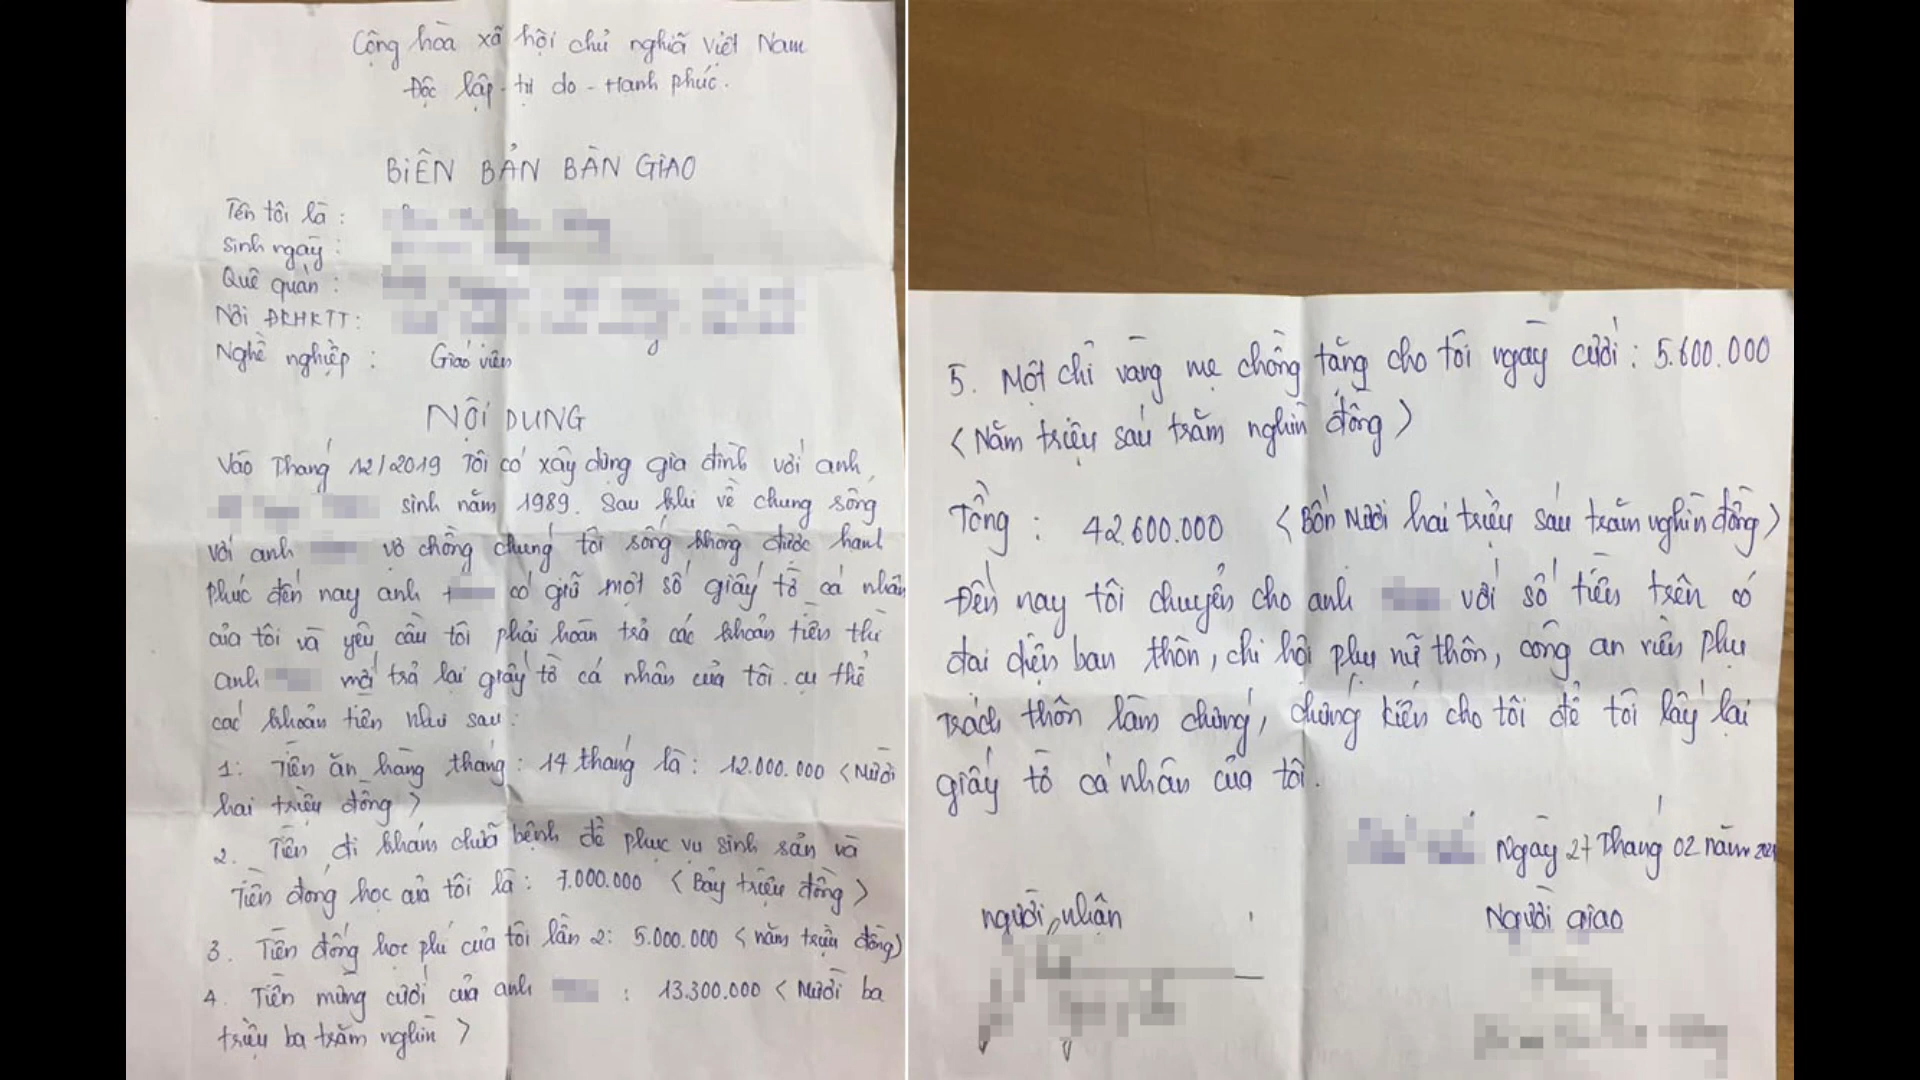 Cộng hòa xã hội chủ nghĩa Việt Nam
Độc lập - tự do - Hạnh phúc.
BIÊN BẢN BÀN GIAO
Tên tôi là :
Sinh ngày :
Quê quán :
Nơi ĐKHKTT :
Nghề nghiệp : Giáo viên
NỘI DUNG
Vào Tháng 12/2019 Tôi có xây dựng gia đình với anh
sinh năm 1989. Sau khi về chung sống
với anh vợ chồng chúng tôi sống không được hạnh
phúc đến nay anh có giữ một số giấy tờ cá nhân
của tôi và yêu cầu tôi phải hoàn trả các khoản tiền thì
anh mới trả lại giấy tờ cá nhân của tôi. cụ thể
các khoản tiền như sau :
1: Tiền ăn hàng tháng : 14 tháng là : 12.000.000 < Mười
hai triệu đồng >
2. Tiền đi khám chữa bệnh để phục vụ sinh sản và
Tiền đóng học của tôi là : 7.000.000 < Bảy triệu đồng >
3. Tiền đóng học phí của tôi lần 2: 5.000.000 < năm triệu đồng)
4. Tiền mừng cưới của anh : 13.300.000 < Mười ba
triệu ba trăm nghìn >
5. Một chỉ vàng mẹ chồng tặng cho tôi ngày cưới : 5.600.000
< Năm triệu sáu trăm nghìn đồng >
Tổng : 42.600.000 < Bốn Mươi hai triệu sáu trăm nghìn đồng >
Đến nay tôi chuyển cho anh với số tiền trên có
đại diện ban thôn, chi hội phụ nữ thôn, công an viên phụ
trách thôn làm chứng, chứng kiến cho tôi để tôi lấy lại
giấy tờ cá nhân của tôi.
Ngày 27 Tháng 02 năm
người nhận
Người giao